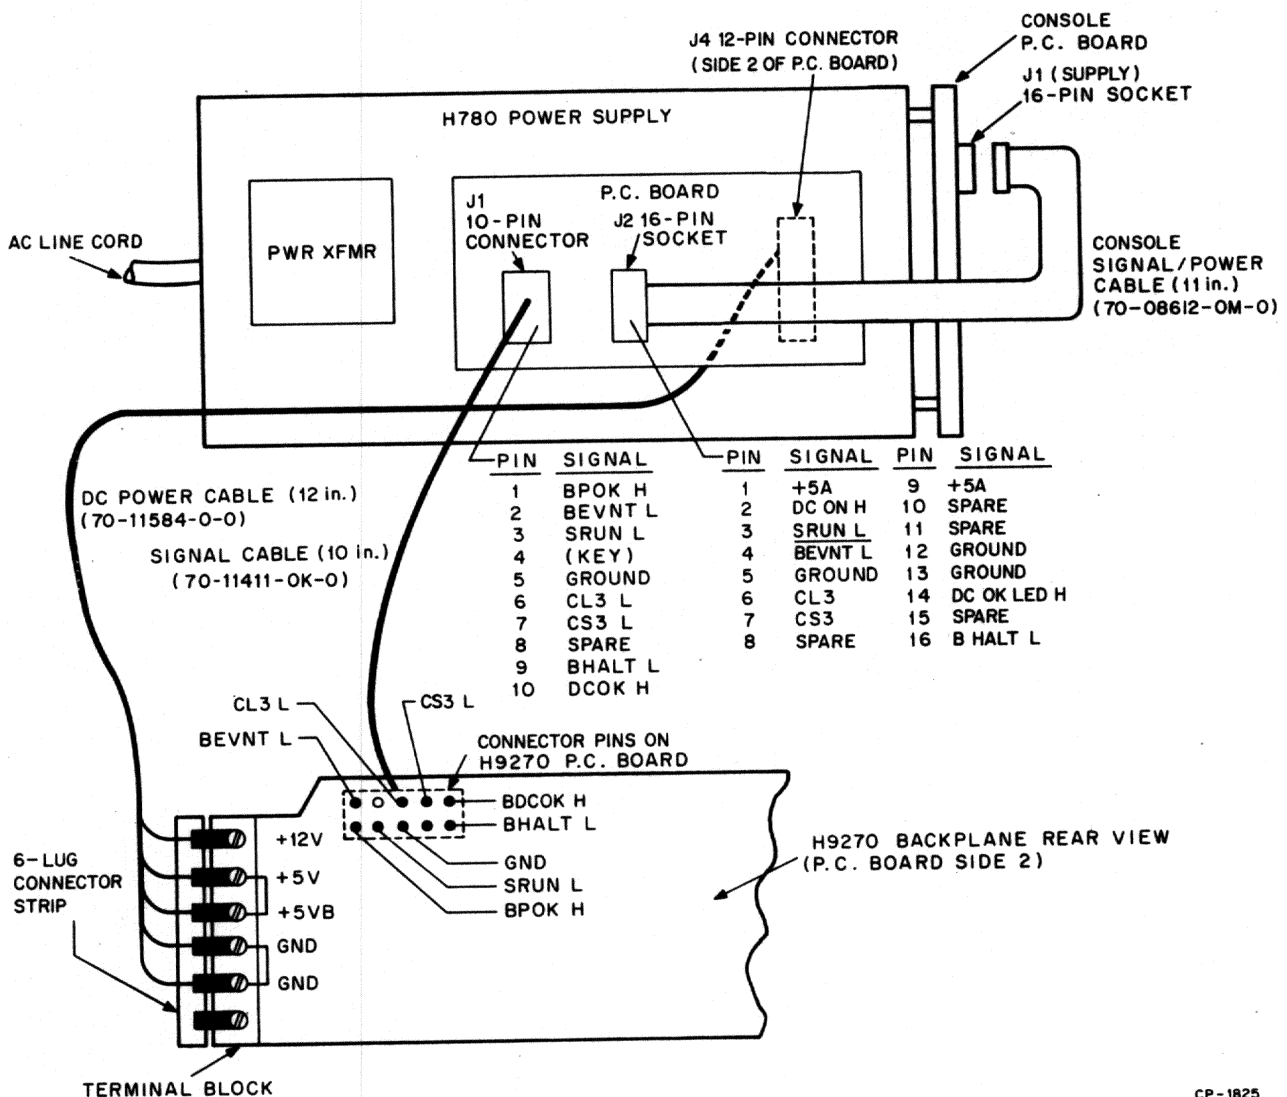 CONSOLE
P.C. BOARD
J4 12-PIN CONNECTOR
(SIDE 2 OF P.C. BOARD)
J1 (SUPPLY)
16-PIN SOCKET
H780 POWER SUPPLY
P.C. BOARD
J1
10-PIN
CONNECTOR
J2 16-PIN
SOCKET
AC LINE CORD
PWR XFMR
CONSOLE
SIGNAL/POWER
CABLE (11 in.)
(70-08612-0M-0)
PIN SIGNAL
1 BPOK H
2 BEVNT L
3 SRUN L
4 (KEY)
5 GROUND
6 CL3 L
7 CS3 L
8 SPARE
9 BHALT L
10 DCOK H
PIN SIGNAL PIN SIGNAL
1 +5A 9 +5A
2 DC ON H 10 SPARE
3 SRUN L 11 SPARE
4 BEVNT L 12 GROUND
5 GROUND 13 GROUND
6 CL3 14 DC OK LED H
7 CS3 15 SPARE
8 SPARE 16 B HALT L
DC POWER CABLE (12 in.)
(70-11584-0-0)
SIGNAL CABLE (10 in.)
(70-11411-0K-0)
CL3 L
CS3 L
BEVNT L
CONNECTOR PINS ON
H9270 P.C. BOARD
BDCOK H
BHALT L
GND
SRUN L
BPOK H
H9270 BACKPLANE REAR VIEW
(P.C. BOARD SIDE 2)
6-LUG
CONNECTOR
STRIP
+12V
+5V
+5VB
GND
GND
TERMINAL BLOCK
CP-1825